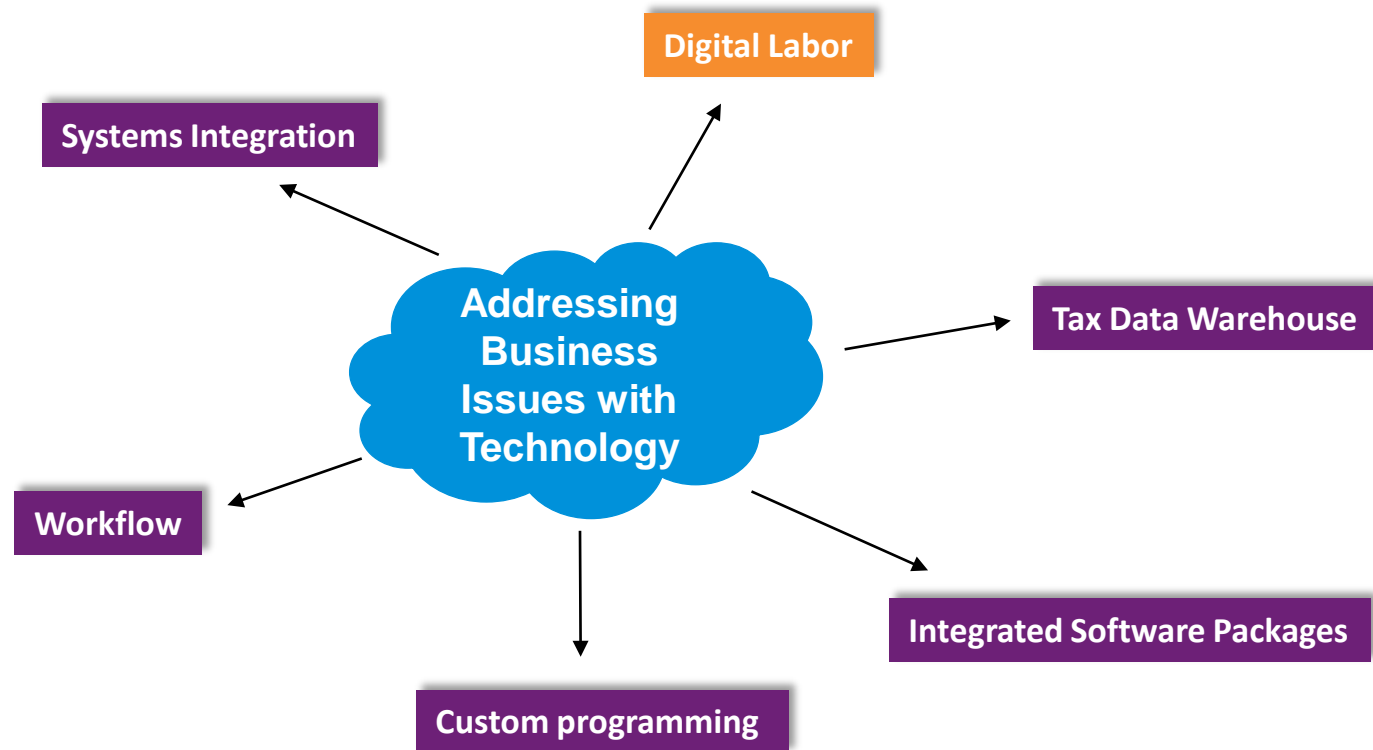 Digital Labor
Systems Integration
Addressing
Business
Issues with
Technology
Tax Data Warehouse
Workflow
Integrated Software Packages
Custom programming